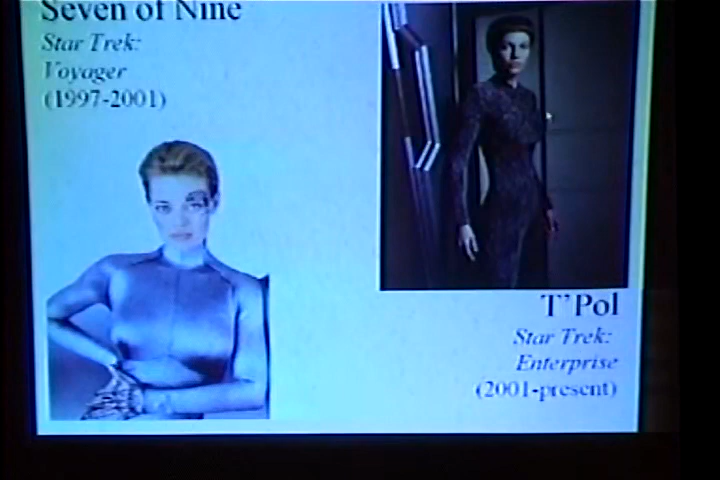 Seven of Nine
Star Trek:
Voyager
(1997-2001)
T'Pol
Star Trek:
Enterprise
(2001-present)